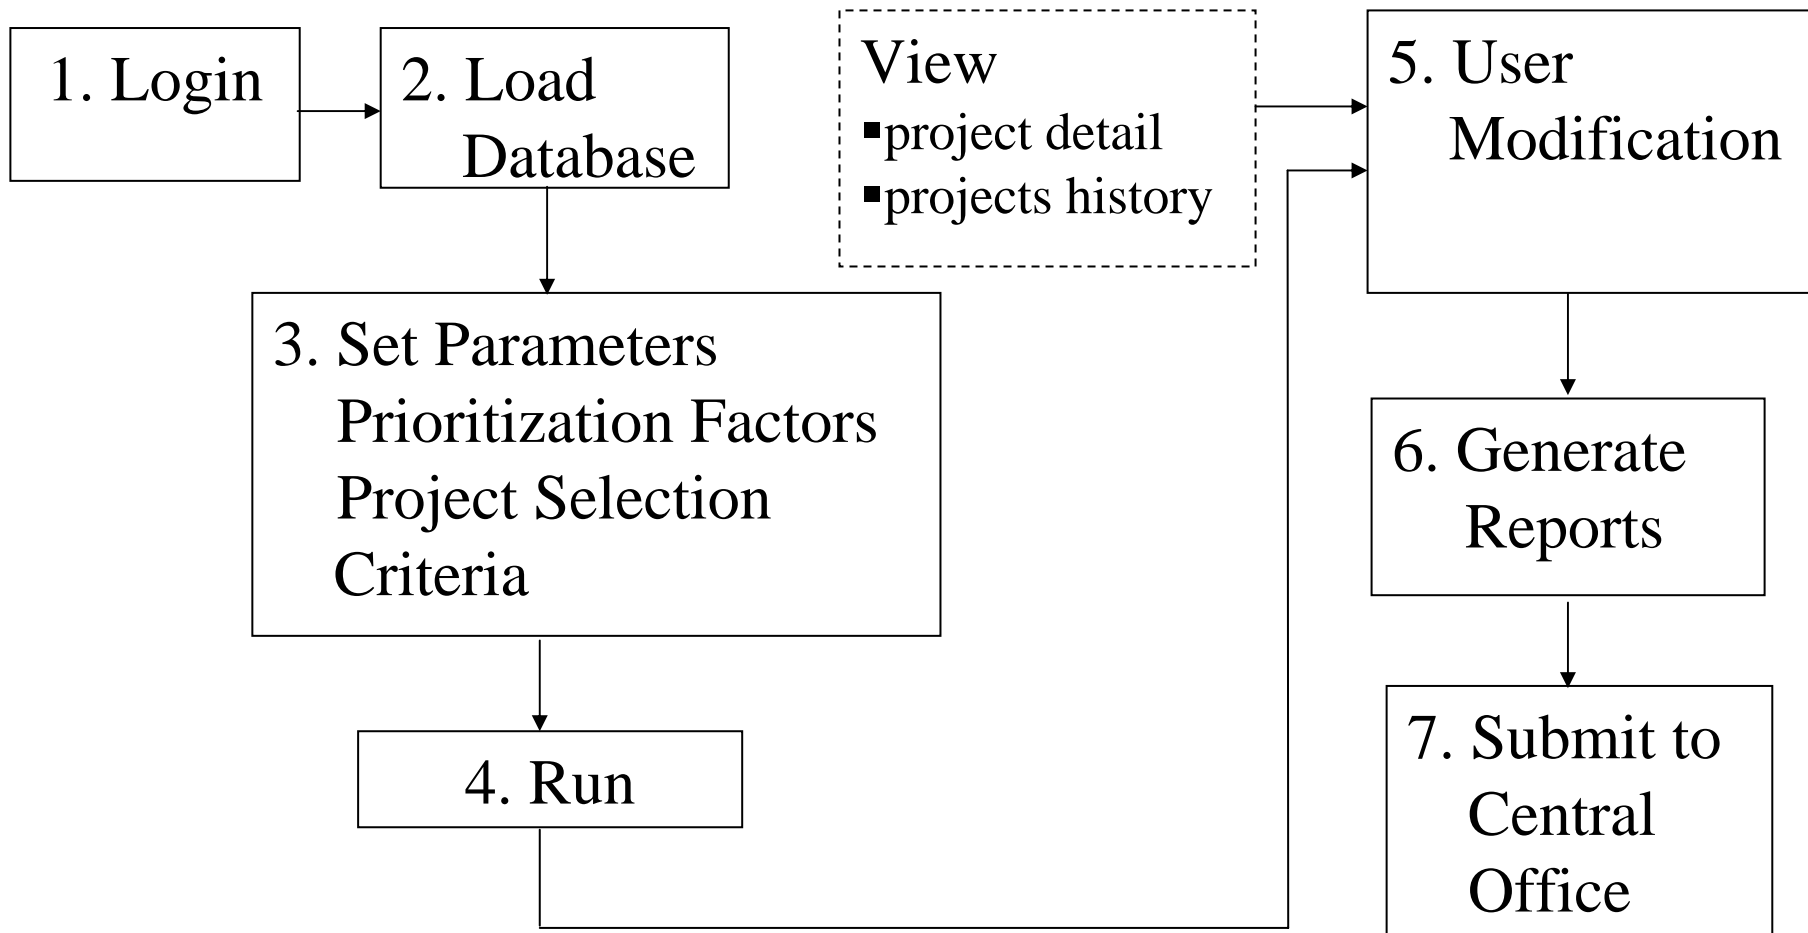 1. Login
2. Load
Database
3. Set Parameters
Prioritization Factors
Project Selection
Criteria
4. Run
View
▪project detail
▪projects history
5. User
Modification
6. Generate
Reports
7. Submit to
Central
Office